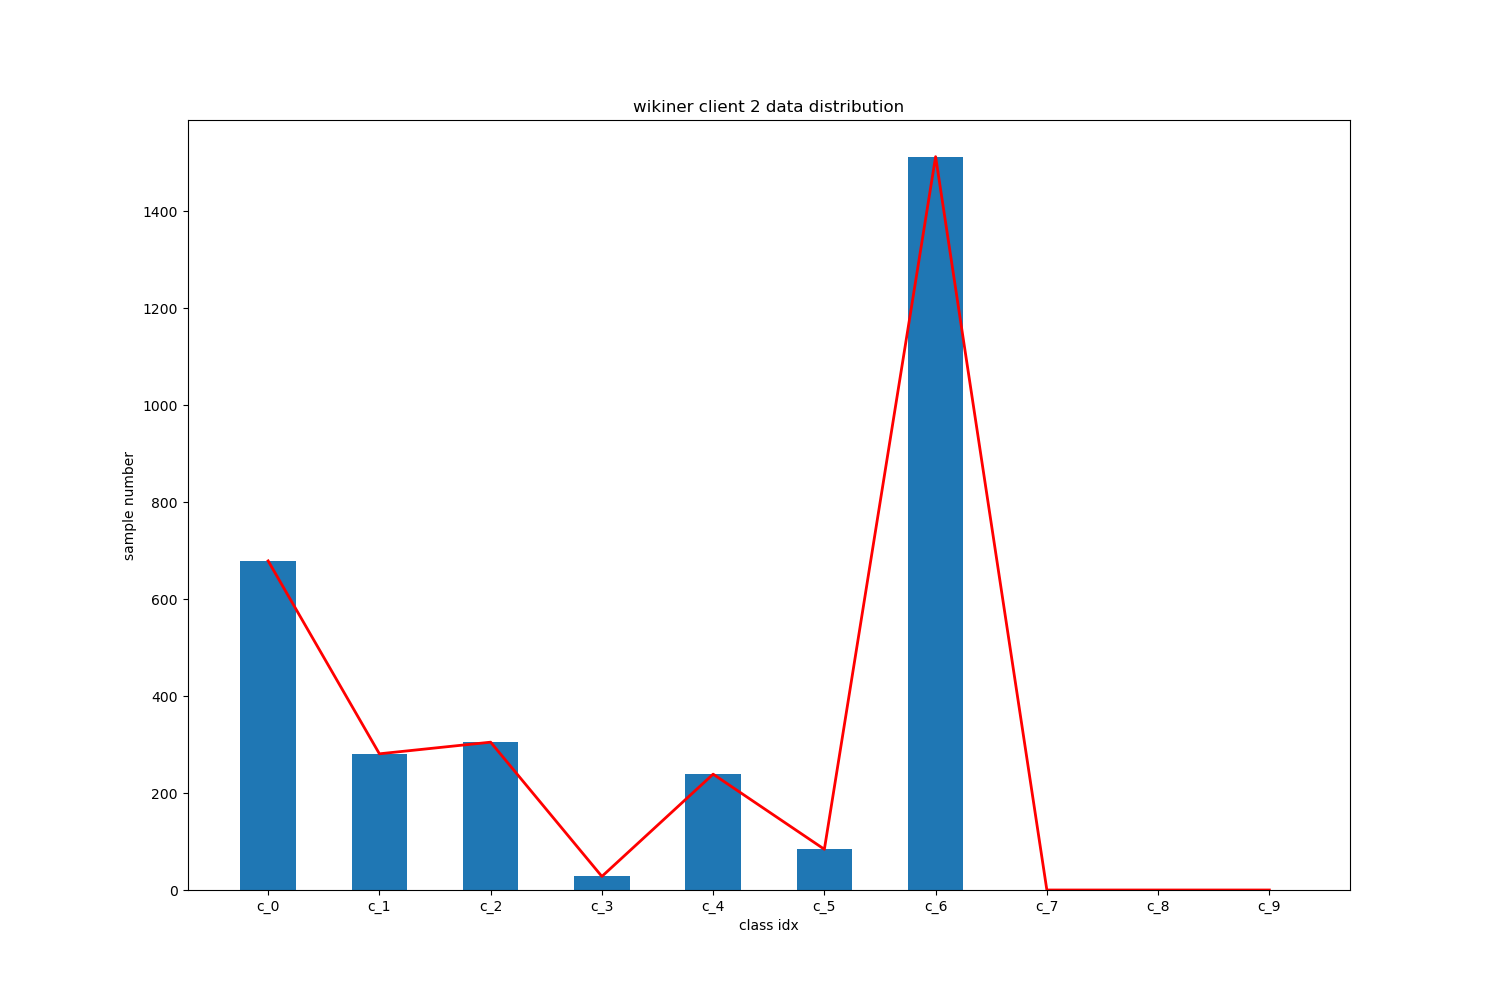 wikiner client 2 data distribution
1400
1200
1000
800
600
400
200
0
sample number
c_0 c_1 c_2 c_3 c_4 c_5 c_6 c_7 c_8 c_9
class idx